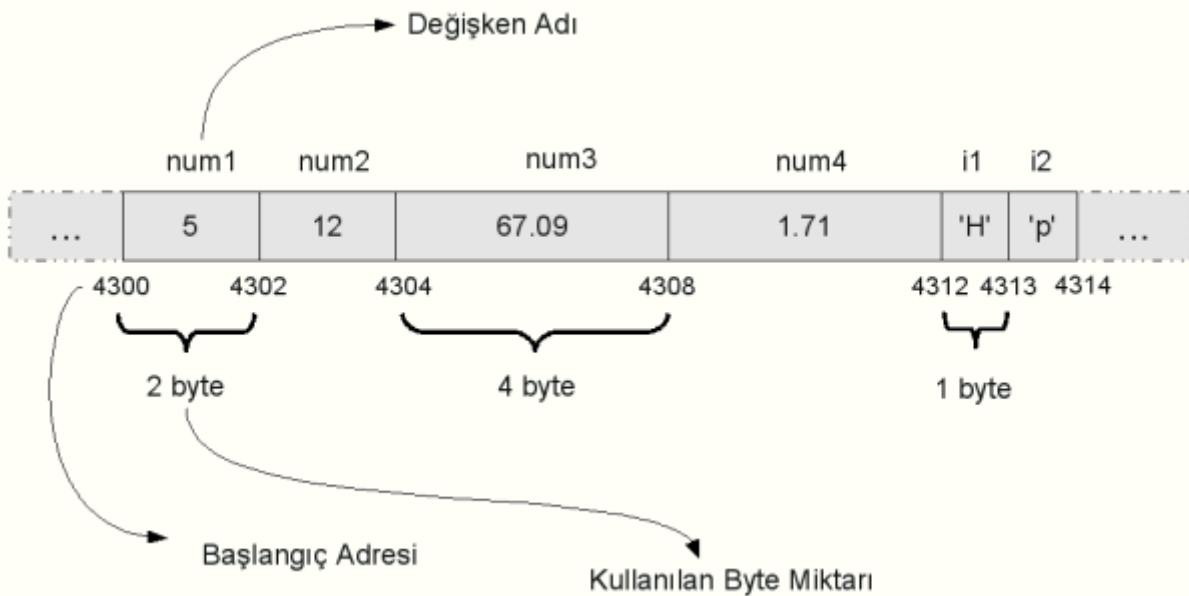 Değişken Adı
num1 num2 num3 num4 i1 i2
... 5 12 67.09 1.71 'H' 'p' ...
4300 4302 4304 4308 4312 4313 4314
2 byte 4 byte 1 byte
Başlangıç Adresi
Kullanılan Byte Miktarı